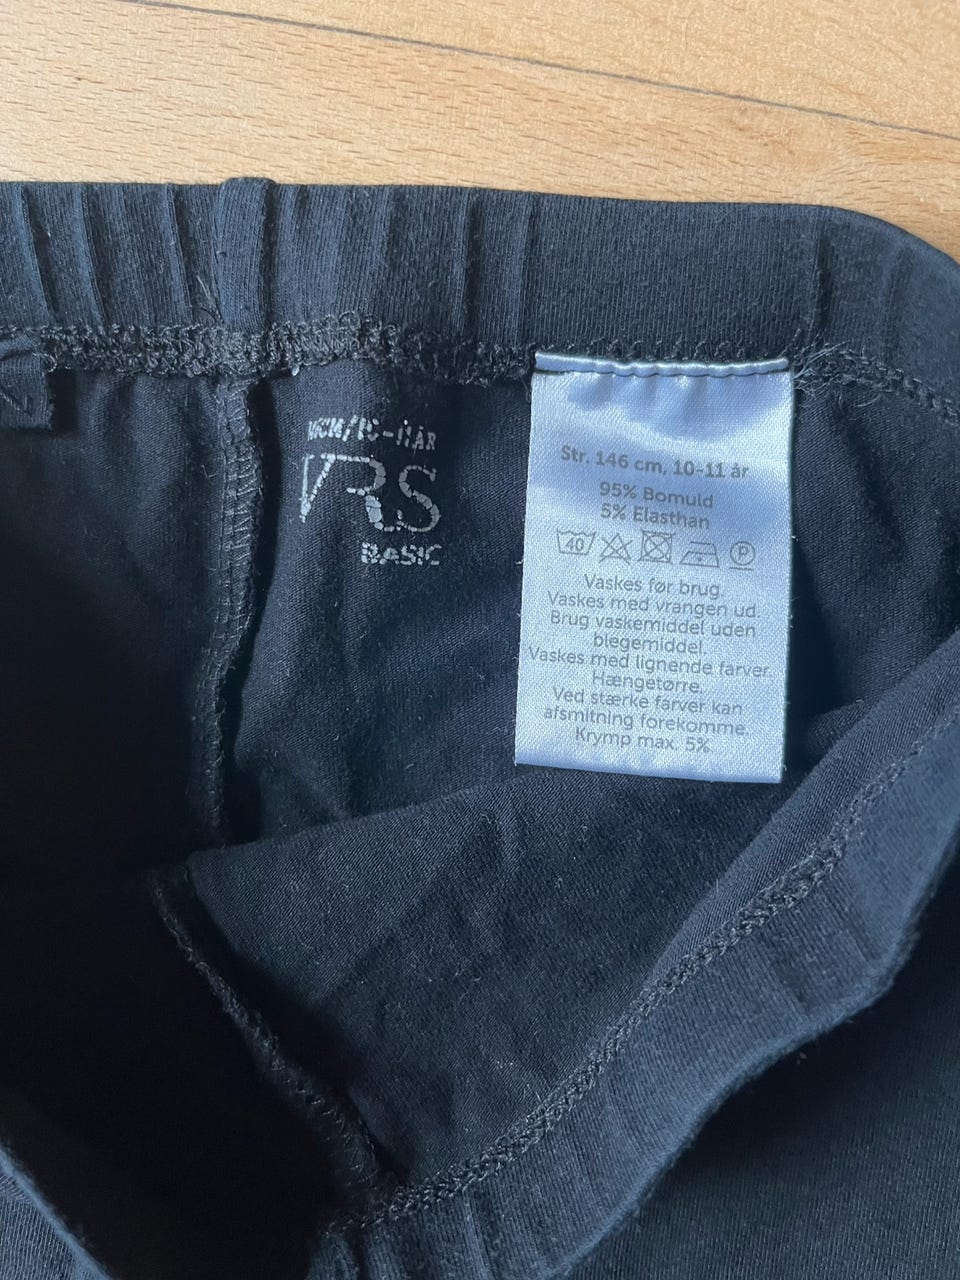 VRS
BASIC
Str. 146 cm, 10-11 år
95% Bomuld
5% Elasthan
40
P
Vaskes før brug.
Vaskes med vrangen ud.
Brug vaskemiddel uden
blegemiddel.
Vaskes med lignende farver.
Hængetørre.
Ved stærke farver kan
afsmitning forekomme.
Krymp max. 5%